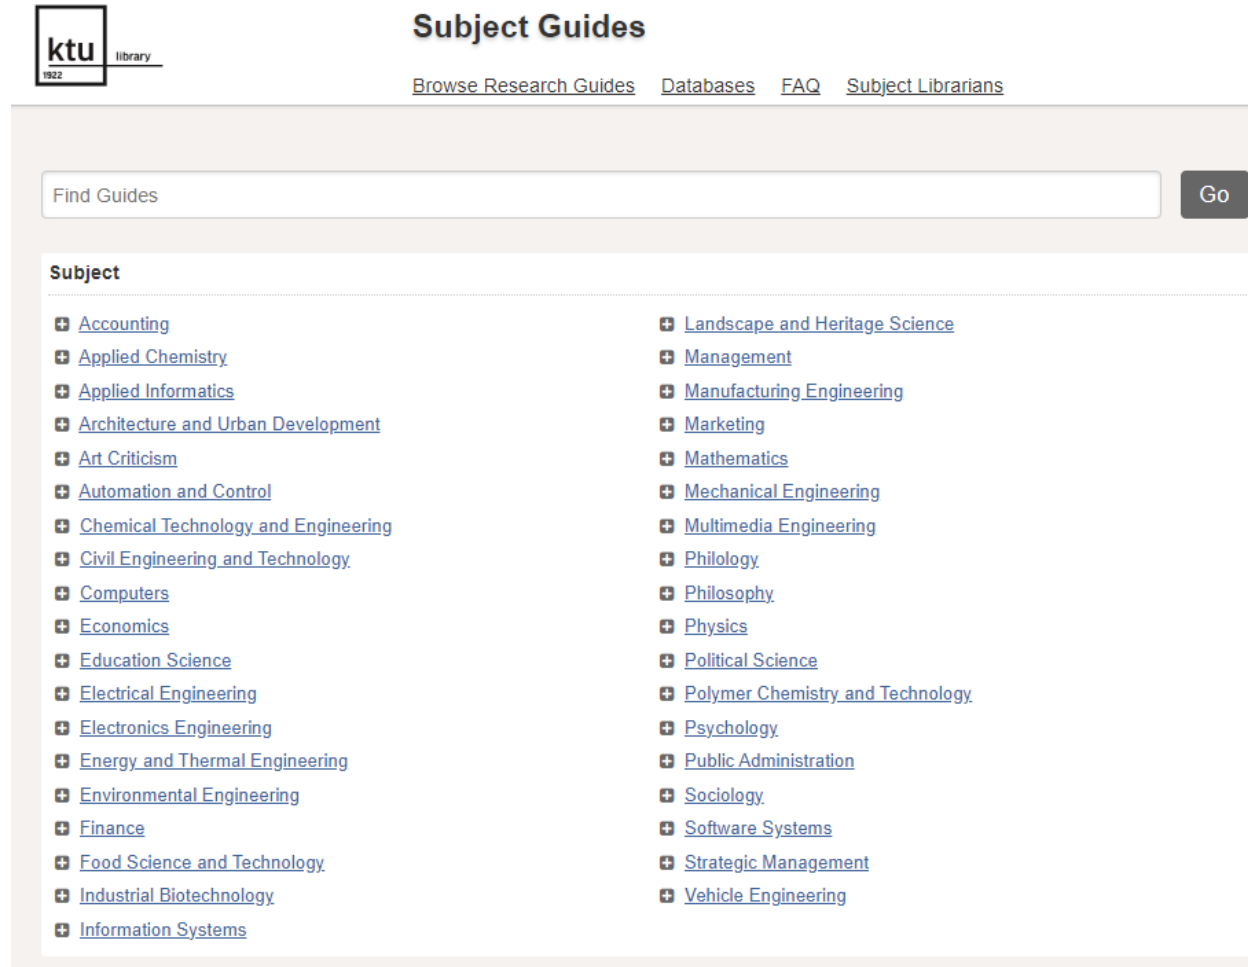 ktu
library
1922
Subject Guides
Browse Research Guides Databases FAQ Subject Librarians
Find Guides
Go
Subject
Accounting
Applied Chemistry
Applied Informatics
Architecture and Urban Development
Art Criticism
Automation and Control
Chemical Technology and Engineering
Civil Engineering and Technology
Computers
Economics
Education Science
Electrical Engineering
Electronics Engineering
Energy and Thermal Engineering
Environmental Engineering
Finance
Food Science and Technology
Industrial Biotechnology
Information Systems
Landscape and Heritage Science
Management
Manufacturing Engineering
Marketing
Mathematics
Mechanical Engineering
Multimedia Engineering
Philology
Philosophy
Physics
Political Science
Polymer Chemistry and Technology
Psychology
Public Administration
Sociology
Software Systems
Strategic Management
Vehicle Engineering